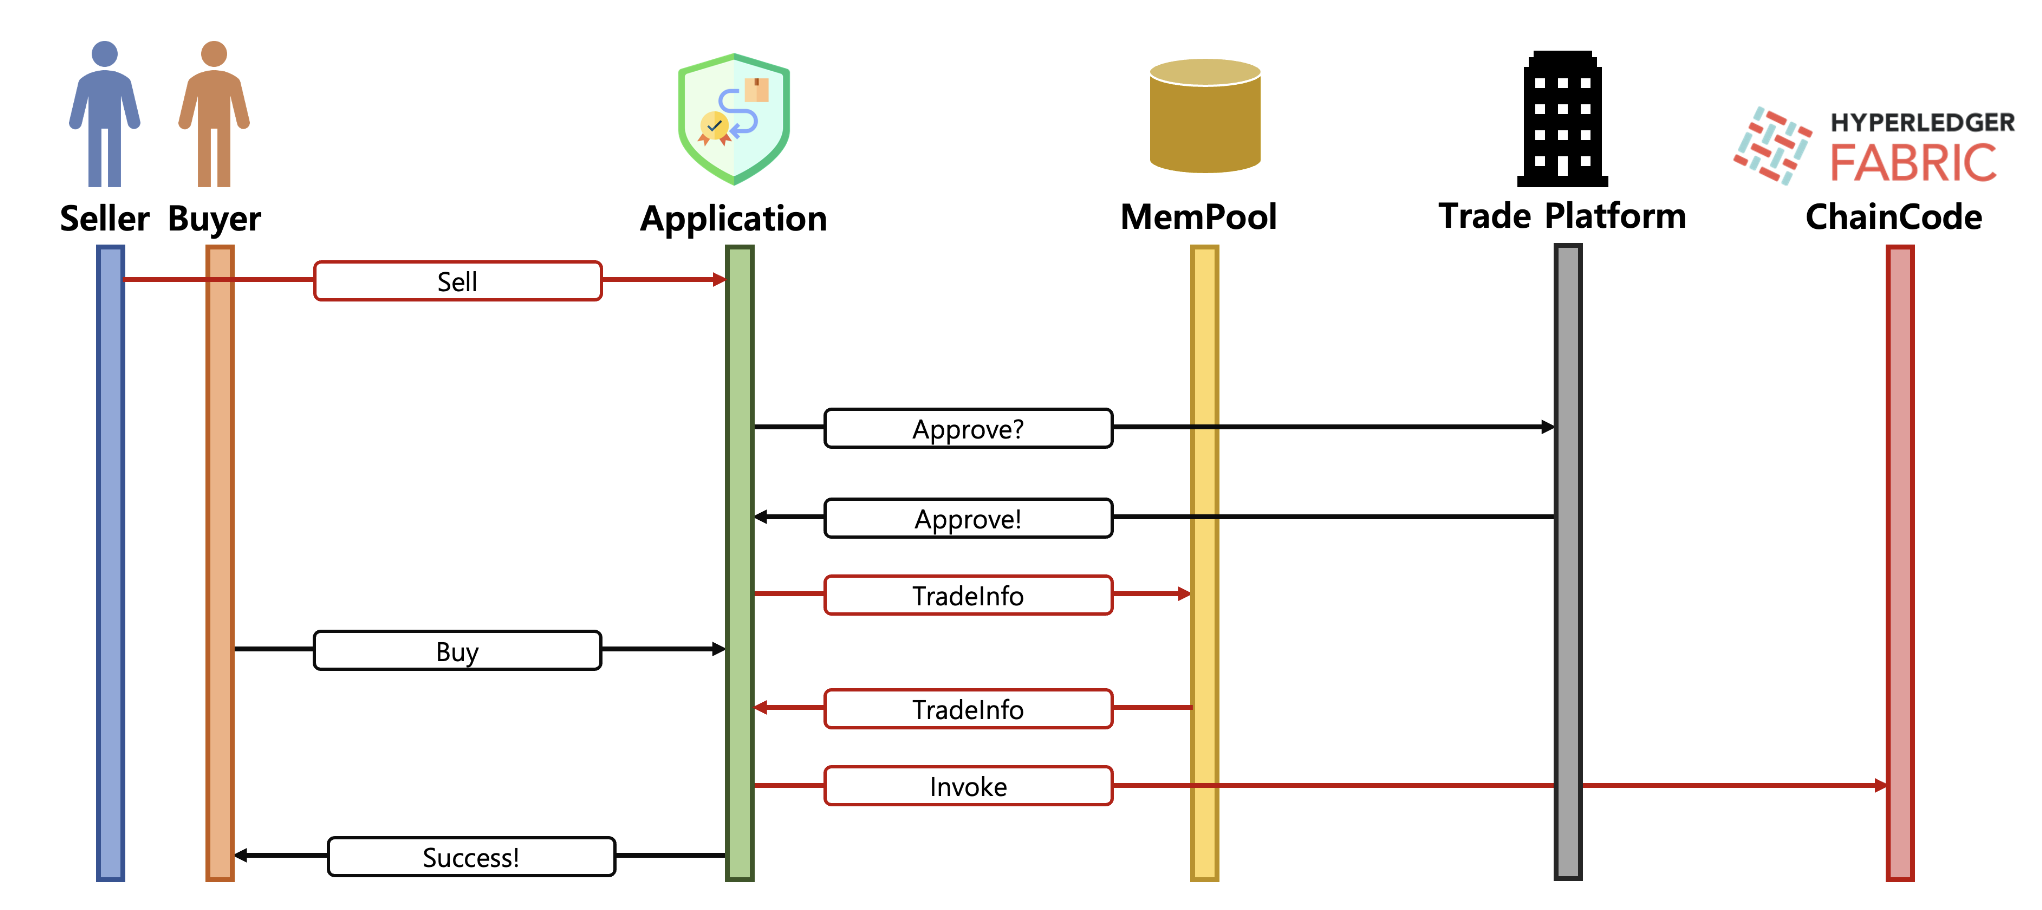 HYPERLEDGER
FABRIC
Seller Buyer Application MemPool Trade Platform ChainCode
Sell
Approve?
Approve!
TradeInfo
Buy
TradeInfo
Invoke
Success!